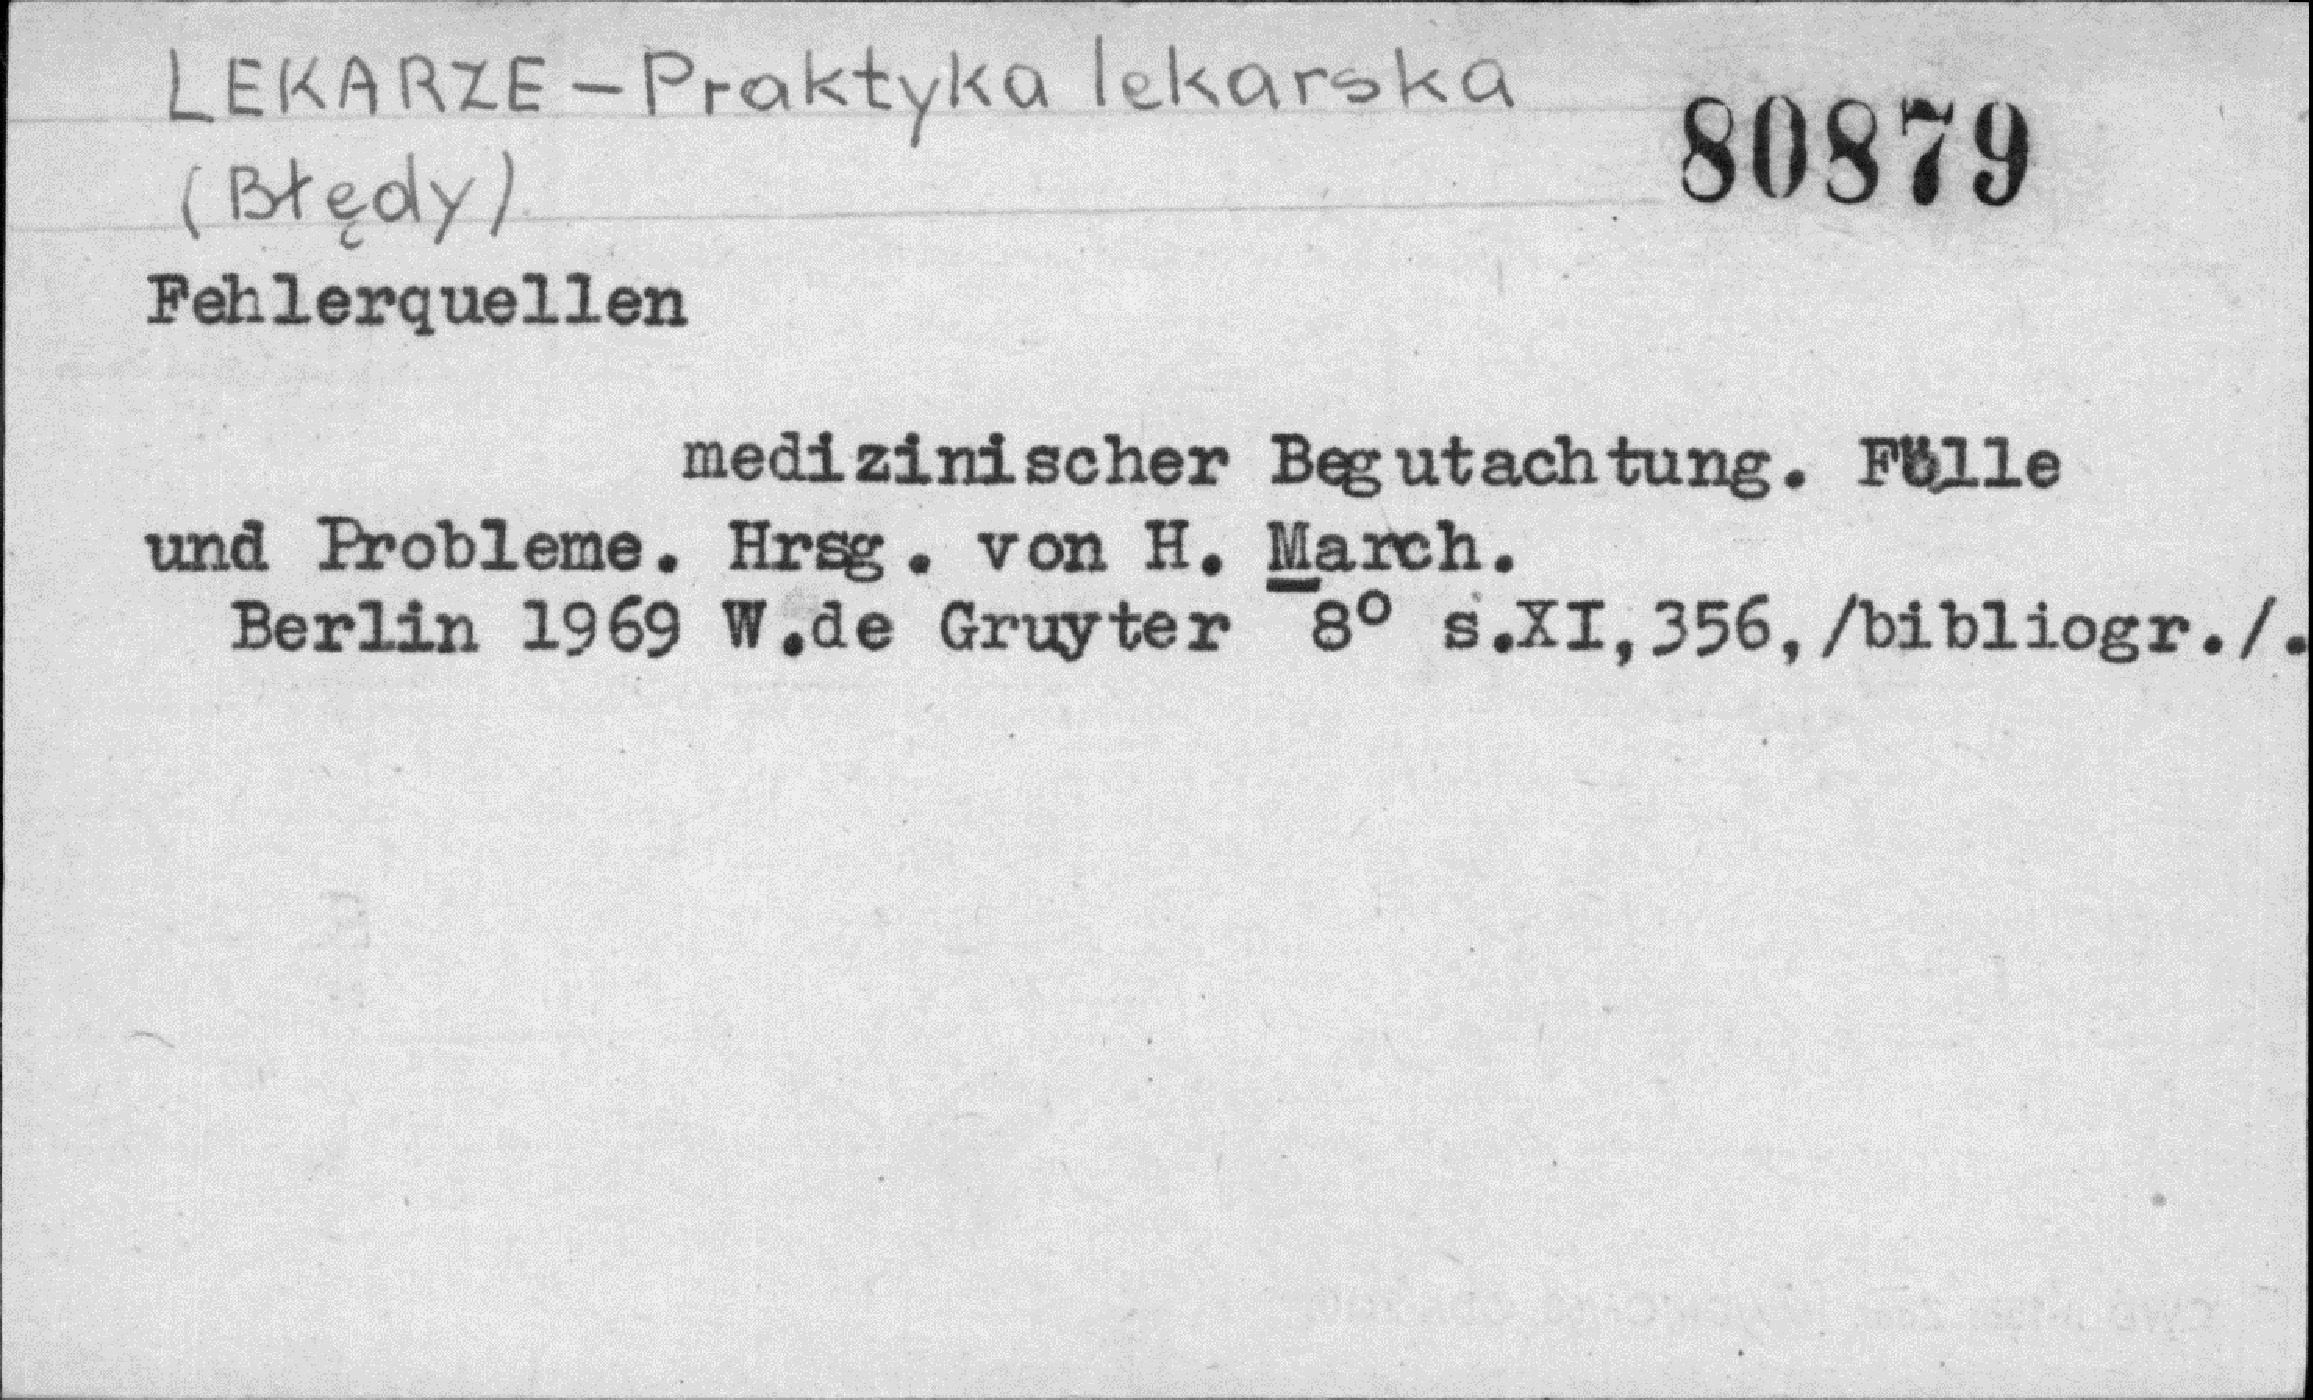 LEKARZE - Praktyka lekarska
80879
(Błędy)
Fehlerquellen
medizinischer Begutachtung. Fülle
und Probleme. Hrsg. von H. March.
Berlin 1969 W.de Gruyter 8° s.XI,356,/bibliogr./.